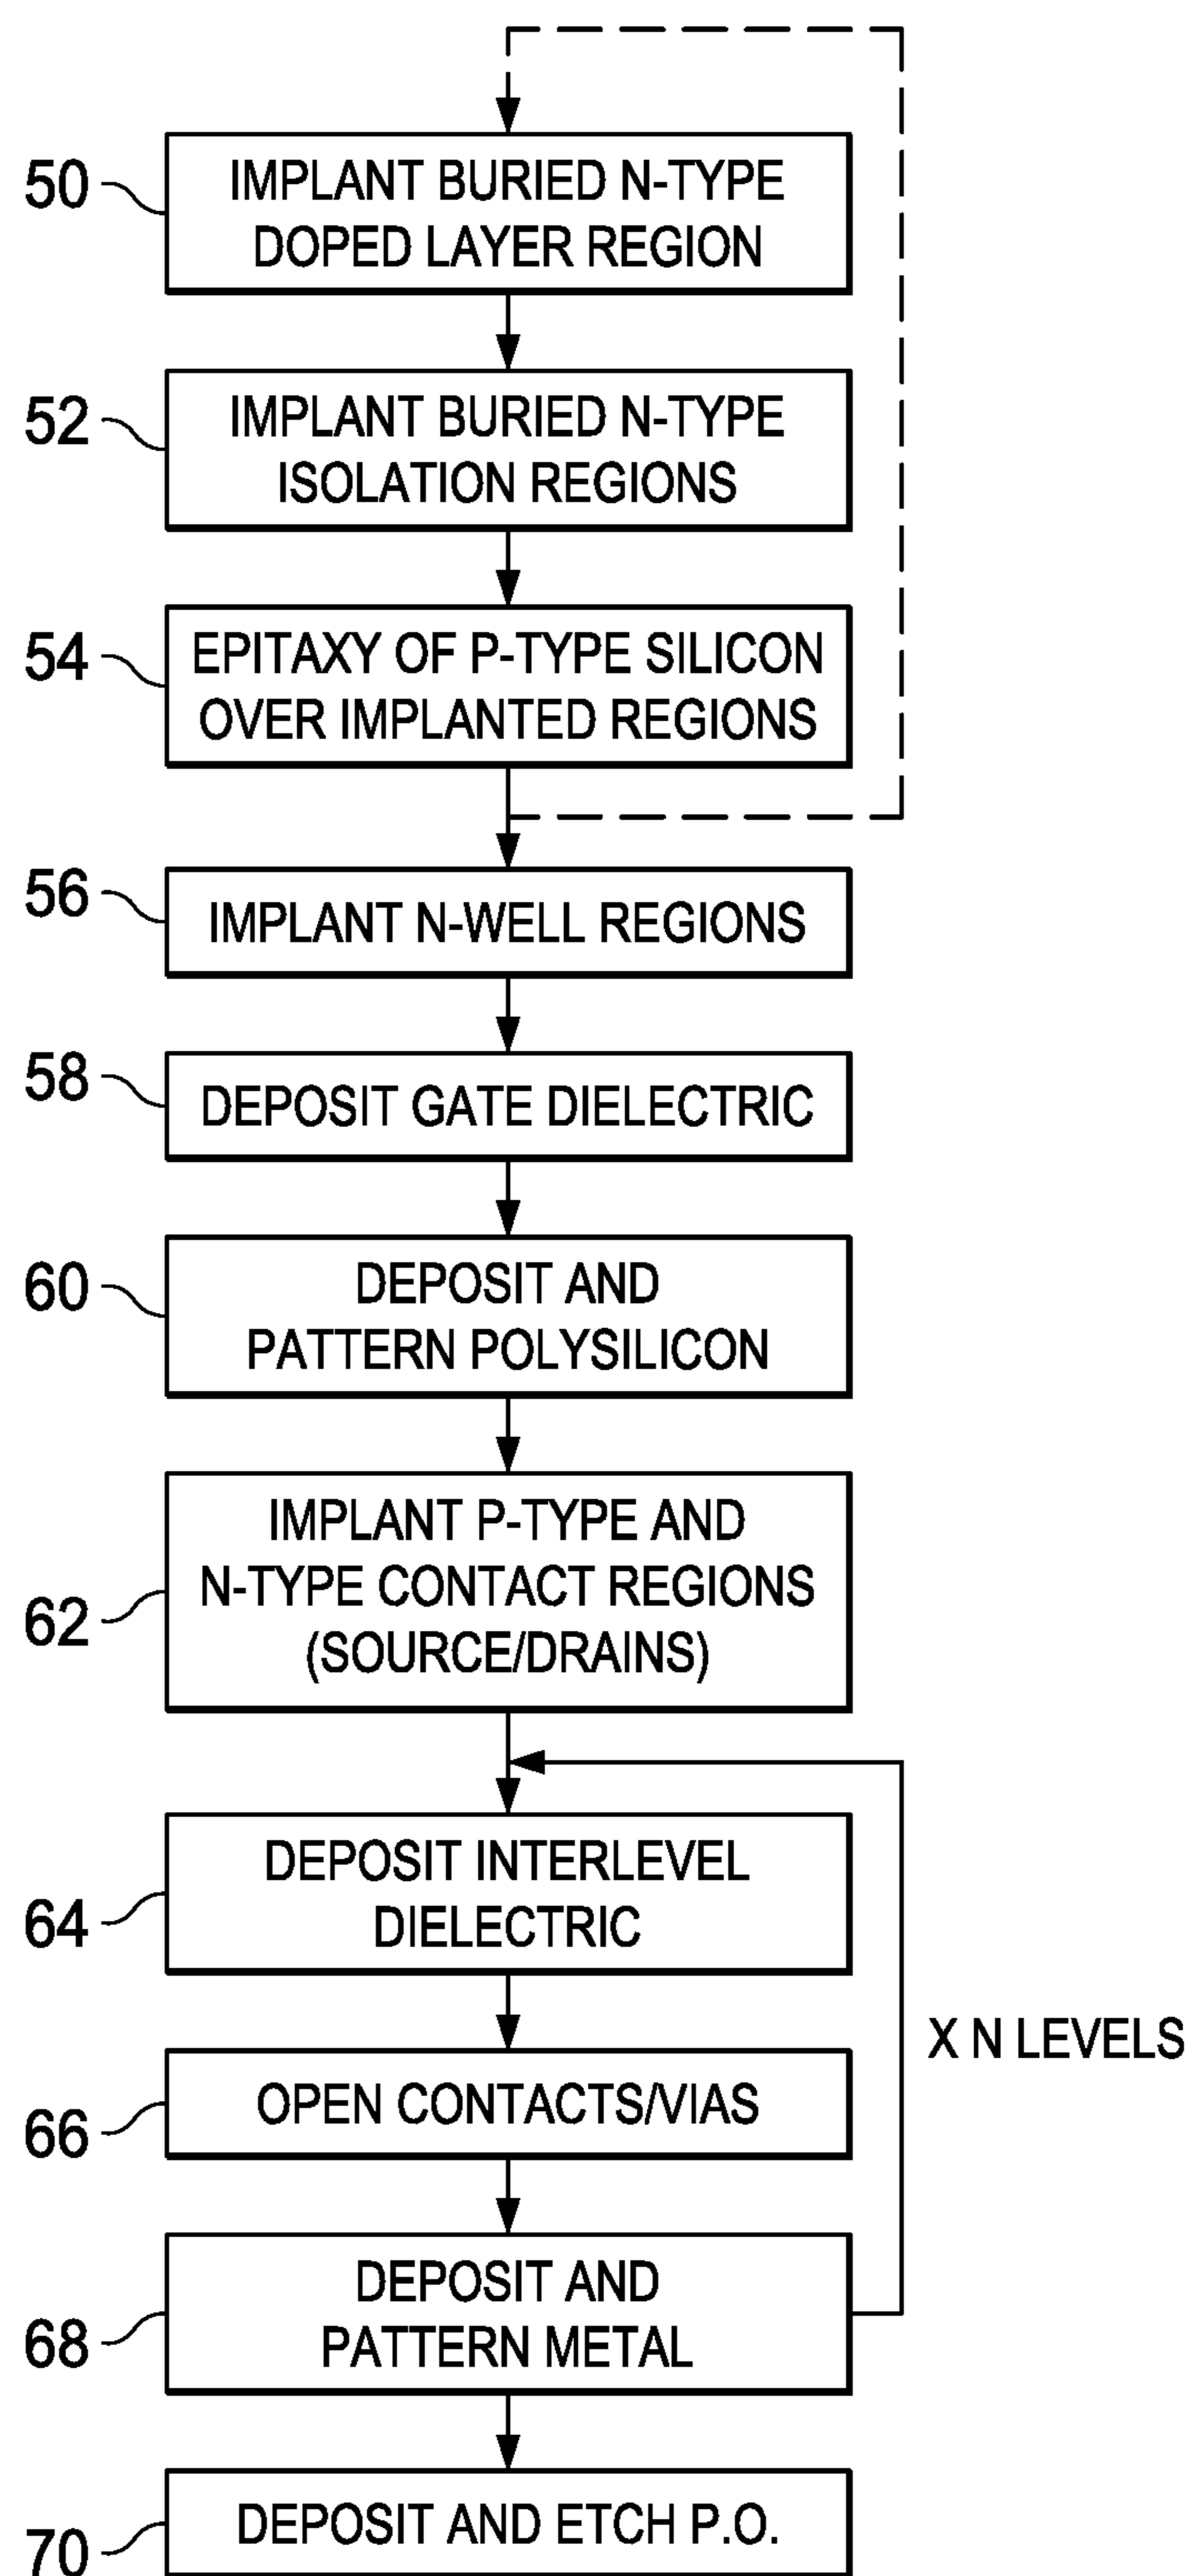 50
IMPLANT BURIED N-TYPE
DOPED LAYER REGION
52
IMPLANT BURIED N-TYPE
ISOLATION REGIONS
54
EPITAXY OF P-TYPE SILICON
OVER IMPLANTED REGIONS
56
IMPLANT N-WELL REGIONS
58
DEPOSIT GATE DIELECTRIC
60
DEPOSIT AND
PATTERN POLYSILICON
62
IMPLANT P-TYPE AND
N-TYPE CONTACT REGIONS
(SOURCE/DRAINS)
64
DEPOSIT INTERLEVEL
DIELECTRIC
X N LEVELS
66
OPEN CONTACTS/VIAS
68
DEPOSIT AND
PATTERN METAL
70
DEPOSIT AND ETCH P.O.